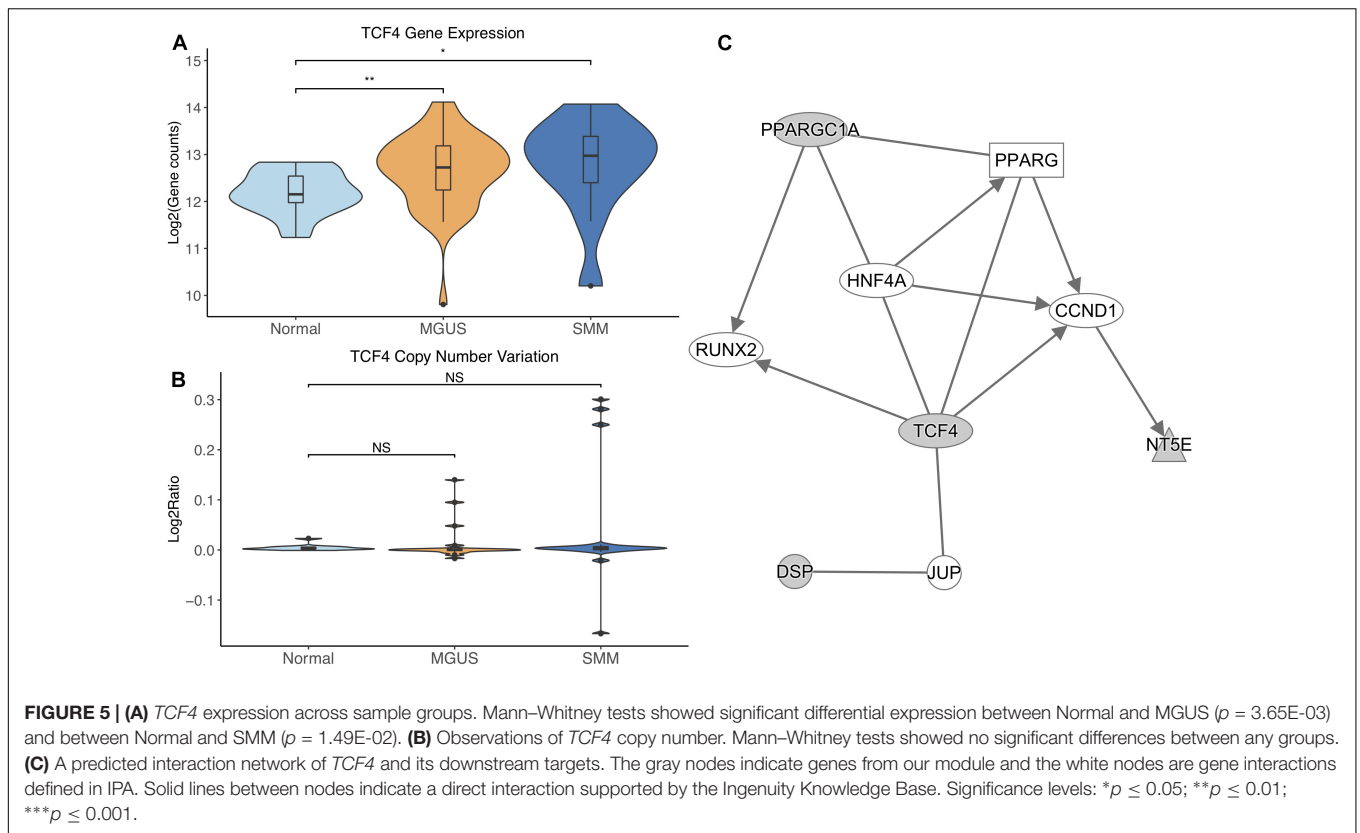 A
TCF4 Gene Expression
*
**
Log2(Gene counts)
15
14
13
12
11
10
Normal MGUS SMM
B
TCF4 Copy Number Variation
NS
NS
Log2Ratio
0.3
0.2
0.1
0.0
−0.1
Normal MGUS SMM
C
PPARGC1A
PPARG
HNF4A
CCND1
RUNX2
TCF4
NT5E
DSP
JUP
FIGURE 5 | (A) TCF4 expression across sample groups. Mann–Whitney tests showed significant differential expression between Normal and MGUS (p = 3.65E-03)
and between Normal and SMM (p = 1.49E-02). (B) Observations of TCF4 copy number. Mann–Whitney tests showed no significant differences between any groups.
(C) A predicted interaction network of TCF4 and its downstream targets. The gray nodes indicate genes from our module and the white nodes are gene interactions
defined in IPA. Solid lines between nodes indicate a direct interaction supported by the Ingenuity Knowledge Base. Significance levels: *p ≤ 0.05; **p ≤ 0.01;
***p ≤ 0.001.